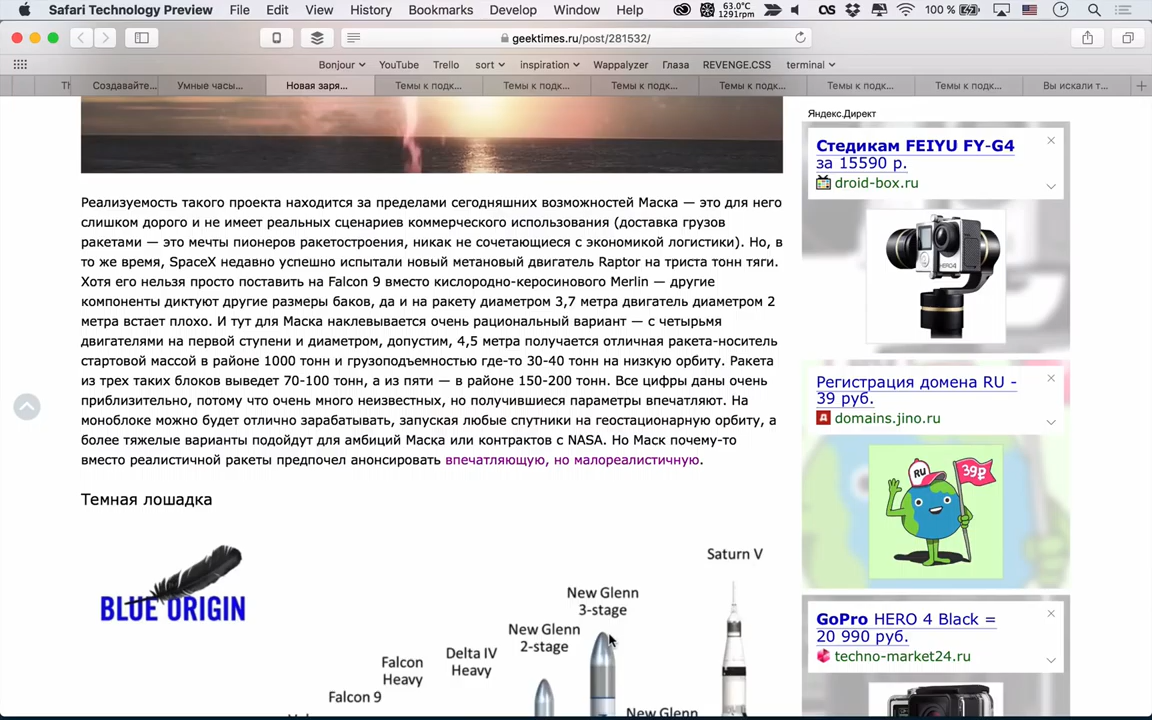 Safari Technology Preview File Edit View History Bookmarks Develop Window Help 63.0°C 1291rpm 100 %
geektimes.ru/post/281532/
Bonjour YouTube Trello sort inspiration Wappalyzer Глаза REVENGE.CSS terminal
Создавайте... Умные часы... Новая заря... Темы к подк... Темы к подк... Темы к подк... Темы к подк... Темы к подк... Темы к подк... Вы искали т...
Реализуемость такого проекта находится за пределами сегодняшних возможностей Маска — это для него
слишком дорого и не имеет реальных сценариев коммерческого использования (доставка грузов
ракетами — это мечты пионеров ракетостроения, никак не сочетающиеся с экономикой логистики). Но, в
то же время, SpaceX недавно успешно испытали новый метановый двигатель Raptor на триста тонн тяги.
Хотя его нельзя просто поставить на Falcon 9 вместо кислородно-керосинового Merlin — другие
компоненты диктуют другие размеры баков, да и на ракету диаметром 3,7 метра двигатель диаметром 2
метра встает плохо. И тут для Маска наклевывается очень рациональный вариант — с четырьмя
двигателями на первой ступени и диаметром, допустим, 4,5 метра получается отличная ракета-носитель
стартовой массой в районе 1000 тонн и грузоподъемностью где-то 30-40 тонн на низкую орбиту. Ракета
из трех таких блоков выведет 70-100 тонн, а из пяти — в районе 150-200 тонн. Все цифры даны очень
приблизительно, потому что очень много неизвестных, но получившиеся параметры впечатляют. На
моноблоке можно будет отлично зарабатывать, запуская любые спутники на геостационарную орбиту, а
более тяжелые варианты подойдут для амбиций Маска или контрактов с NASA. Но Маск почему-то
вместо реалистичной ракеты предпочел анонсировать впечатляющую, но малореалистичную.
Темная лошадка
BLUE ORIGIN
Falcon 9
Falcon
Heavy
Delta IV
Heavy
New Glenn
2-stage
New Glenn
3-stage
New Glenn
Saturn V
Яндекс.Директ
Стедикам FEIYU FY-G4
за 15590 р.
droid-box.ru
HERO4
Регистрация домена RU -
39 руб.
domains.jino.ru
RU
39₽
GoPro HERO 4 Black =
20 990 руб.
techno-market24.ru